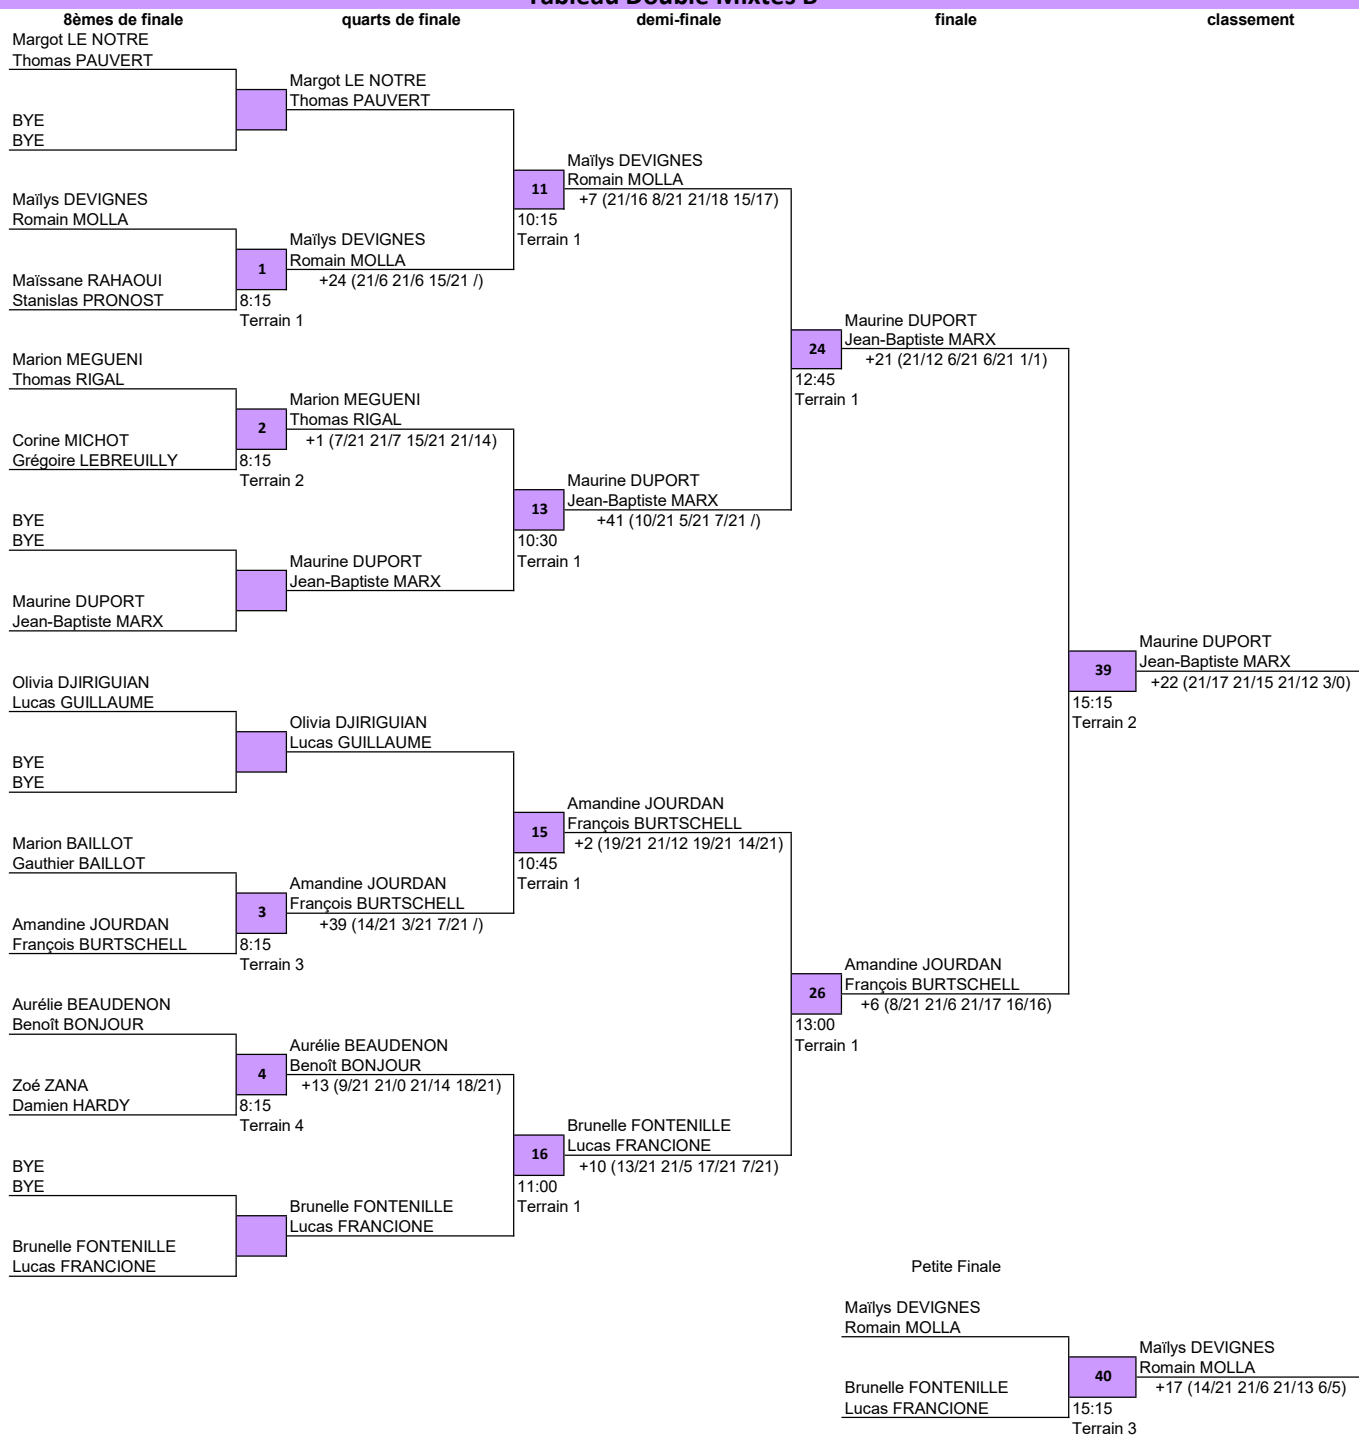 Tableau Double Mixtes B
8èmes de finale
quarts de finale
demi-finale
finale
classement
Margot LE NOTRE
Thomas PAUVERT
BYE
BYE
Margot LE NOTRE
Thomas PAUVERT
Maïlys DEVIGNES
Romain MOLLA
Maïssane RAHAOUI
Stanislas PRONOST
1
8:15
Terrain 1
Maïlys DEVIGNES
Romain MOLLA
+24 (21/6 21/6 15/21 /)
11
10:15
Terrain 1
Maïlys DEVIGNES
Romain MOLLA
+7 (21/16 8/21 21/18 15/17)
Marion MEGUENI
Thomas RIGAL
Corine MICHOT
Grégoire LEBREUILLY
2
8:15
Terrain 2
Marion MEGUENI
Thomas RIGAL
+1 (7/21 21/7 15/21 21/14)
BYE
BYE
Maurine DUPORT
Jean-Baptiste MARX
Maurine DUPORT
Jean-Baptiste MARX
13
10:30
Terrain 1
Maurine DUPORT
Jean-Baptiste MARX
+41 (10/21 5/21 7/21 /)
24
12:45
Terrain 1
Maurine DUPORT
Jean-Baptiste MARX
+21 (21/12 6/21 6/21 1/1)
Olivia DJIRIGUIAN
Lucas GUILLAUME
BYE
BYE
Olivia DJIRIGUIAN
Lucas GUILLAUME
Marion BAILLOT
Gauthier BAILLOT
Amandine JOURDAN
François BURTSCHELL
3
8:15
Terrain 3
Amandine JOURDAN
François BURTSCHELL
+39 (14/21 3/21 7/21 /)
15
10:45
Terrain 1
Amandine JOURDAN
François BURTSCHELL
+2 (19/21 21/12 19/21 14/21)
Aurélie BEAUDENON
Benoît BONJOUR
Zoé ZANA
Damien HARDY
4
8:15
Terrain 4
Aurélie BEAUDENON
Benoît BONJOUR
+13 (9/21 21/0 21/14 18/21)
BYE
BYE
Brunelle FONTENILLE
Lucas FRANCIONE
Brunelle FONTENILLE
Lucas FRANCIONE
16
11:00
Terrain 1
Brunelle FONTENILLE
Lucas FRANCIONE
+10 (13/21 21/5 17/21 7/21)
26
13:00
Terrain 1
Amandine JOURDAN
François BURTSCHELL
+6 (8/21 21/6 21/17 16/16)
39
15:15
Terrain 2
Maurine DUPORT
Jean-Baptiste MARX
+22 (21/17 21/15 21/12 3/0)
Petite Finale
Maïlys DEVIGNES
Romain MOLLA
Brunelle FONTENILLE
Lucas FRANCIONE
40
15:15
Terrain 3
Maïlys DEVIGNES
Romain MOLLA
+17 (14/21 21/6 21/13 6/5)